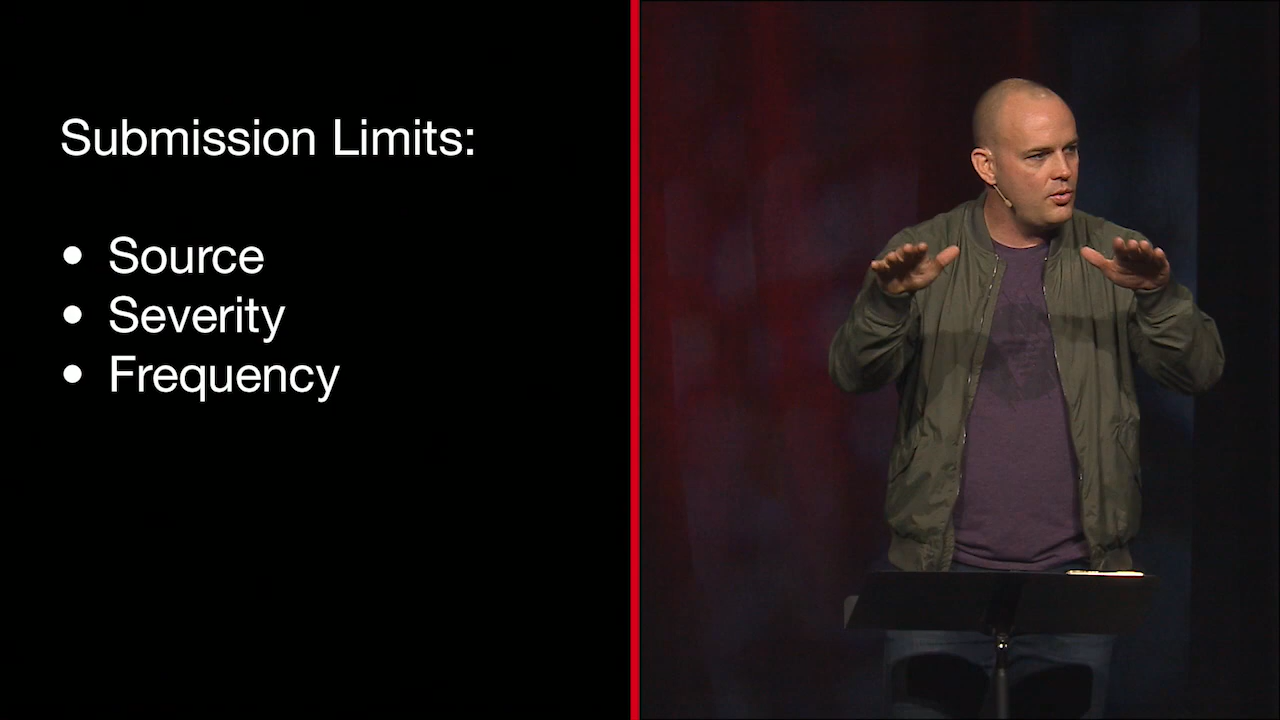 Submission Limits:
• Source
• Severity
• Frequency